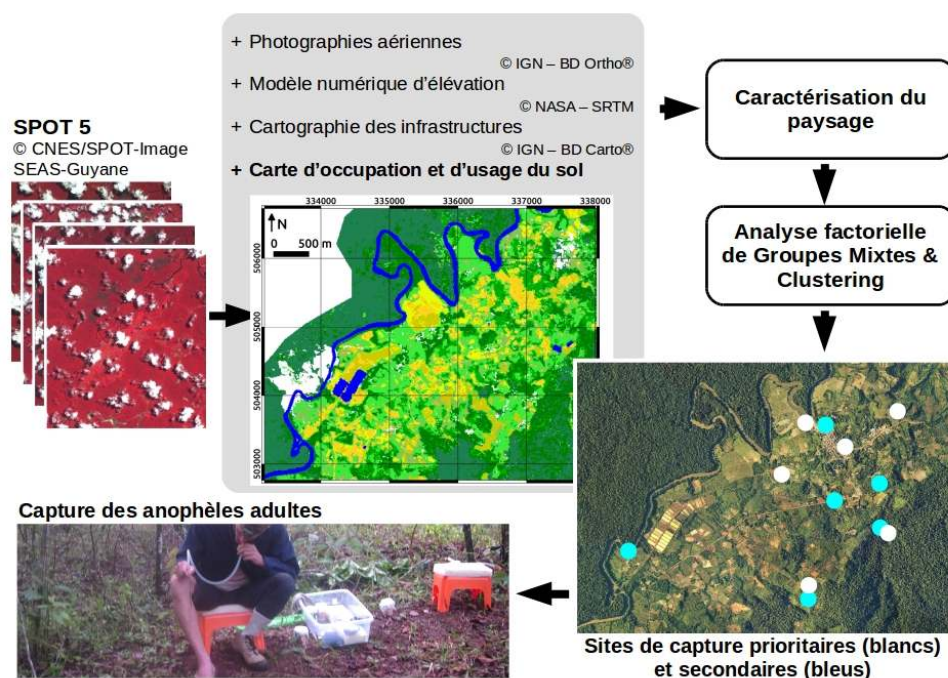 SPOT 5
© CNES/SPOT-Image
SEAS-Guyane
+ Photographies aériennes
© IGN – BD Ortho®
+ Modèle numérique d'élévation
© NASA – SRTM
+ Cartographie des infrastructures
© IGN – BD Carto®
+ Carte d'occupation et d'usage du sol
334000 335000 336000 337000 338000
N
0 500 m
506000
505000
504000
503000
Caractérisation du
paysage
Analyse factorielle
de Groupes Mixtes &
Clustering
Sites de capture prioritaires (blancs)
et secondaires (bleus)
Capture des anophèles adultes